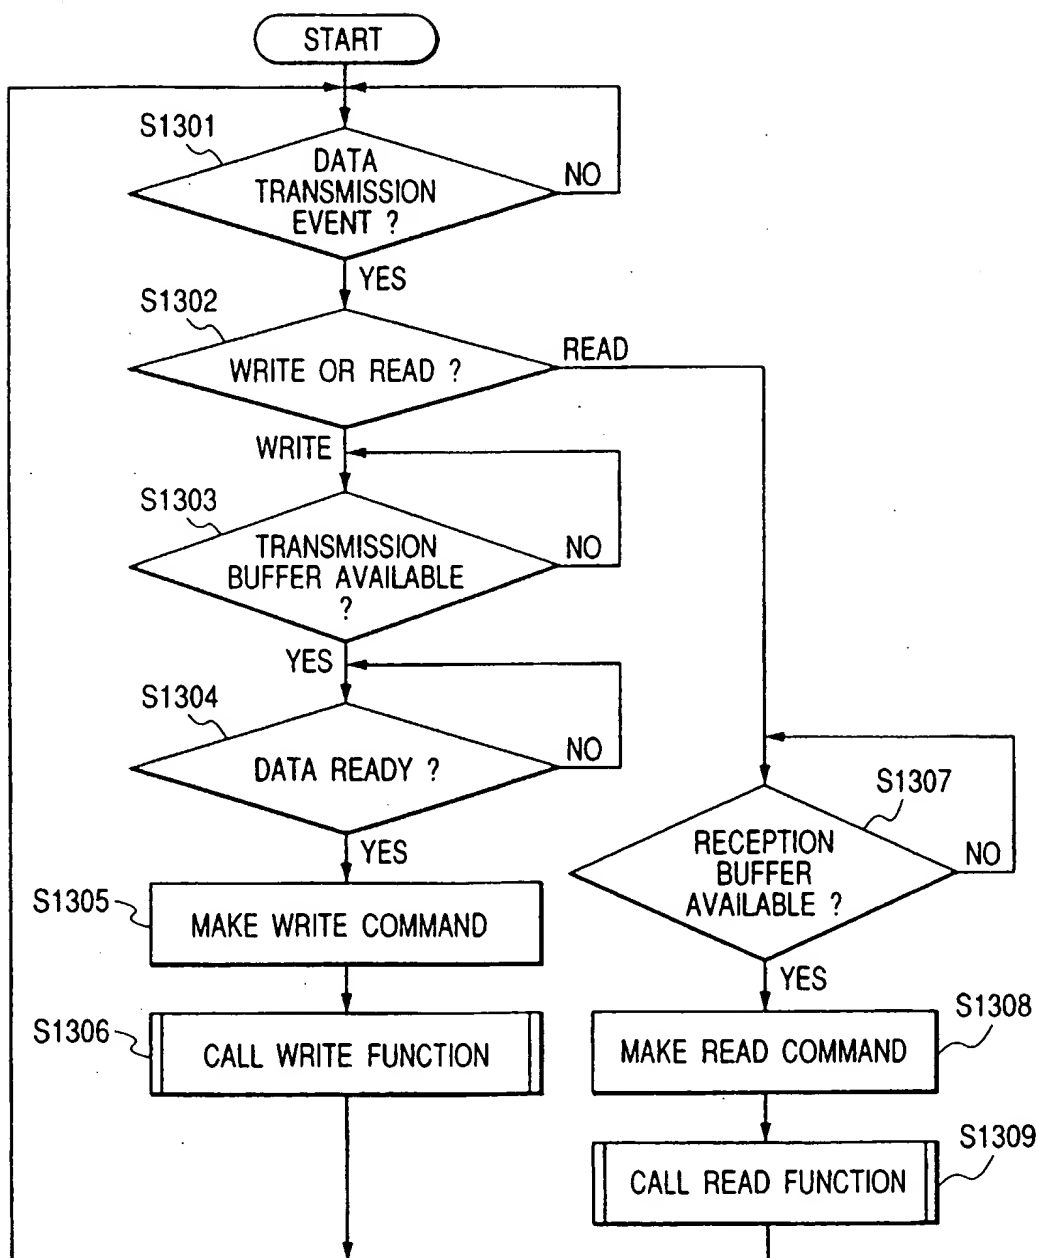 START
S1301
DATA
TRANSMISSION
EVENT ?
NO
YES
S1302
WRITE OR READ ?
READ
WRITE
S1303
TRANSMISSION
BUFFER AVAILABLE
?
NO
YES
S1304
DATA READY ?
NO
YES
S1305
MAKE WRITE COMMAND
S1306
CALL WRITE FUNCTION
S1307
RECEPTION
BUFFER
AVAILABLE ?
NO
YES
S1308
MAKE READ COMMAND
S1309
CALL READ FUNCTION